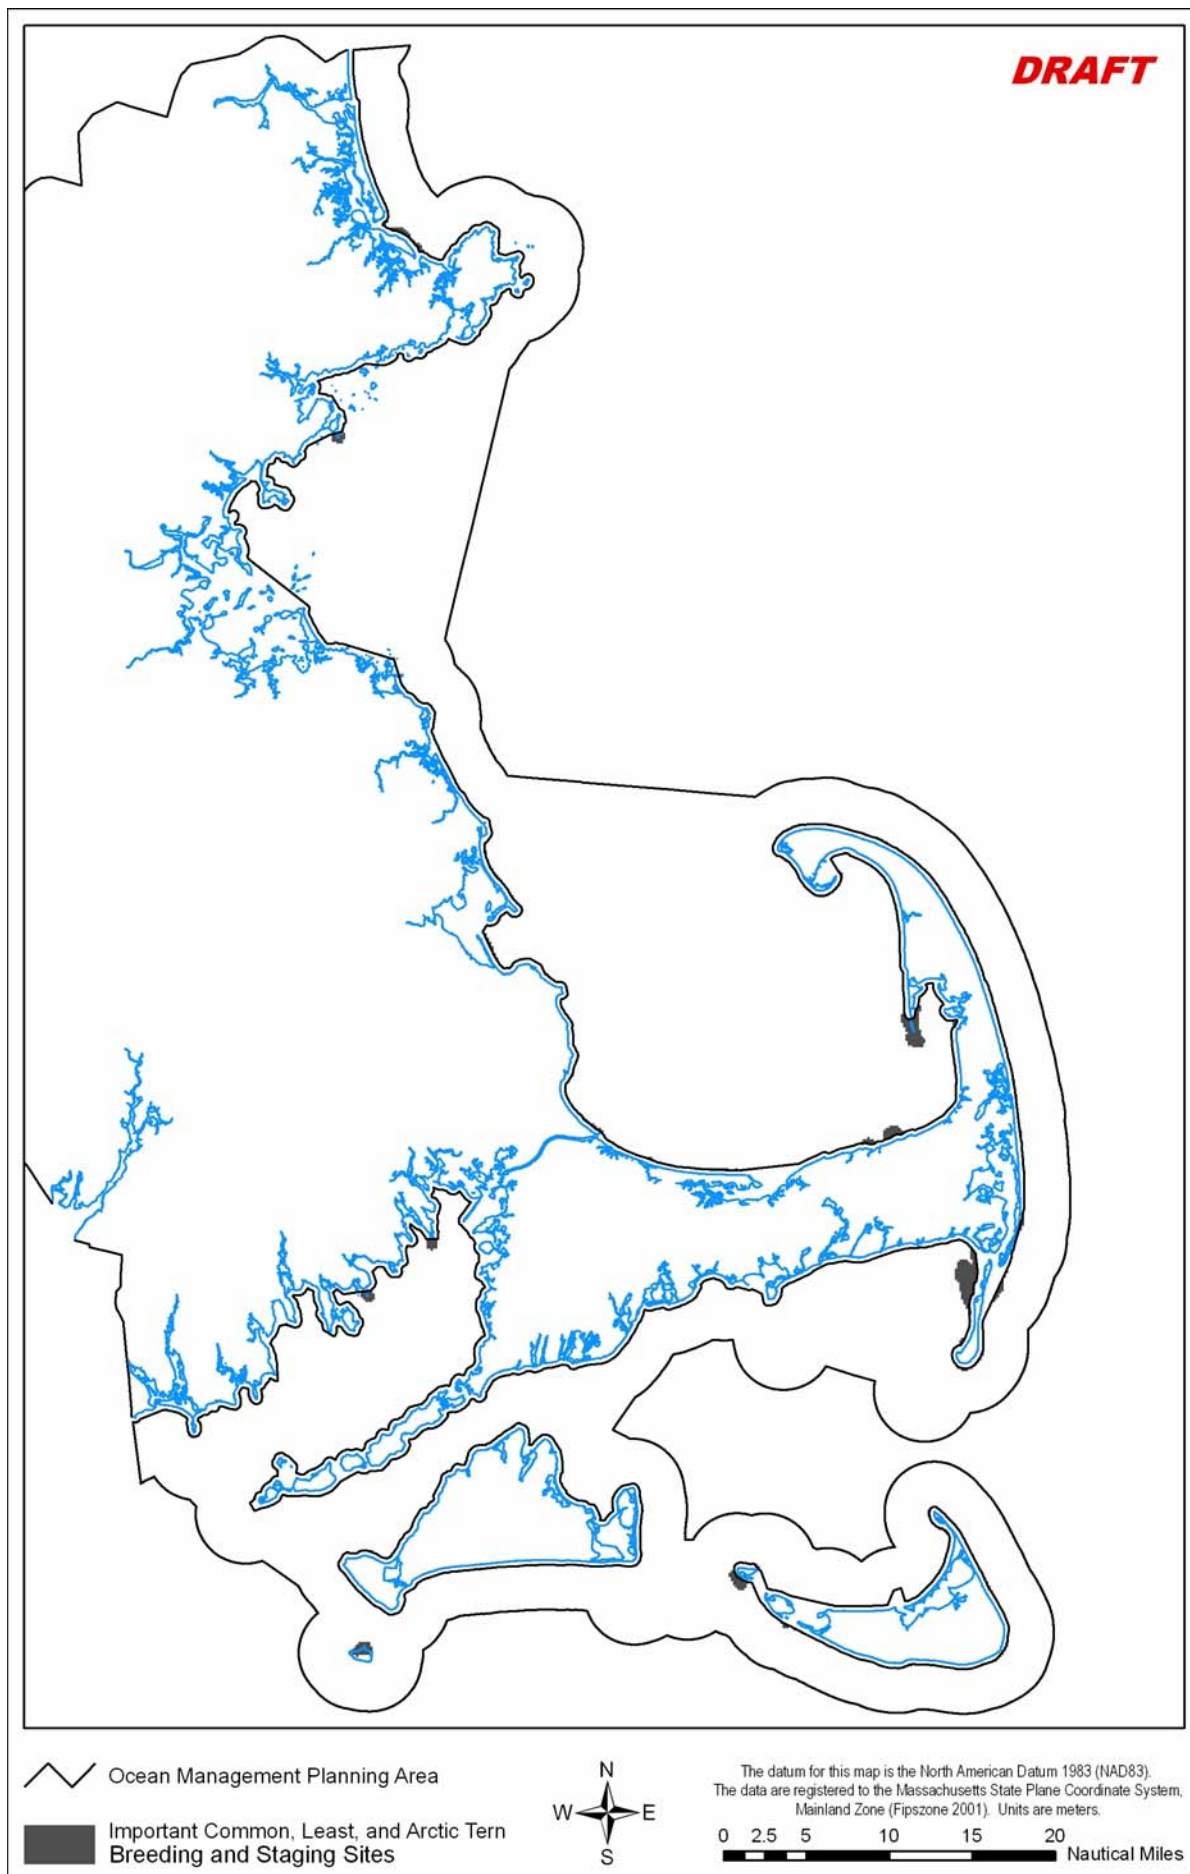 DRAFT
Ocean Management Planning Area
Important Common, Least, and Arctic Tern
Breeding and Staging Sites
N
W E
S
The datum for this map is the North American Datum 1983 (NAD83).
The data are registered to the Massachusetts State Plane Coordinate System,
Mainland Zone (Fipszone 2001). Units are meters.
0 2.5 5 10 15 20
Nautical Miles